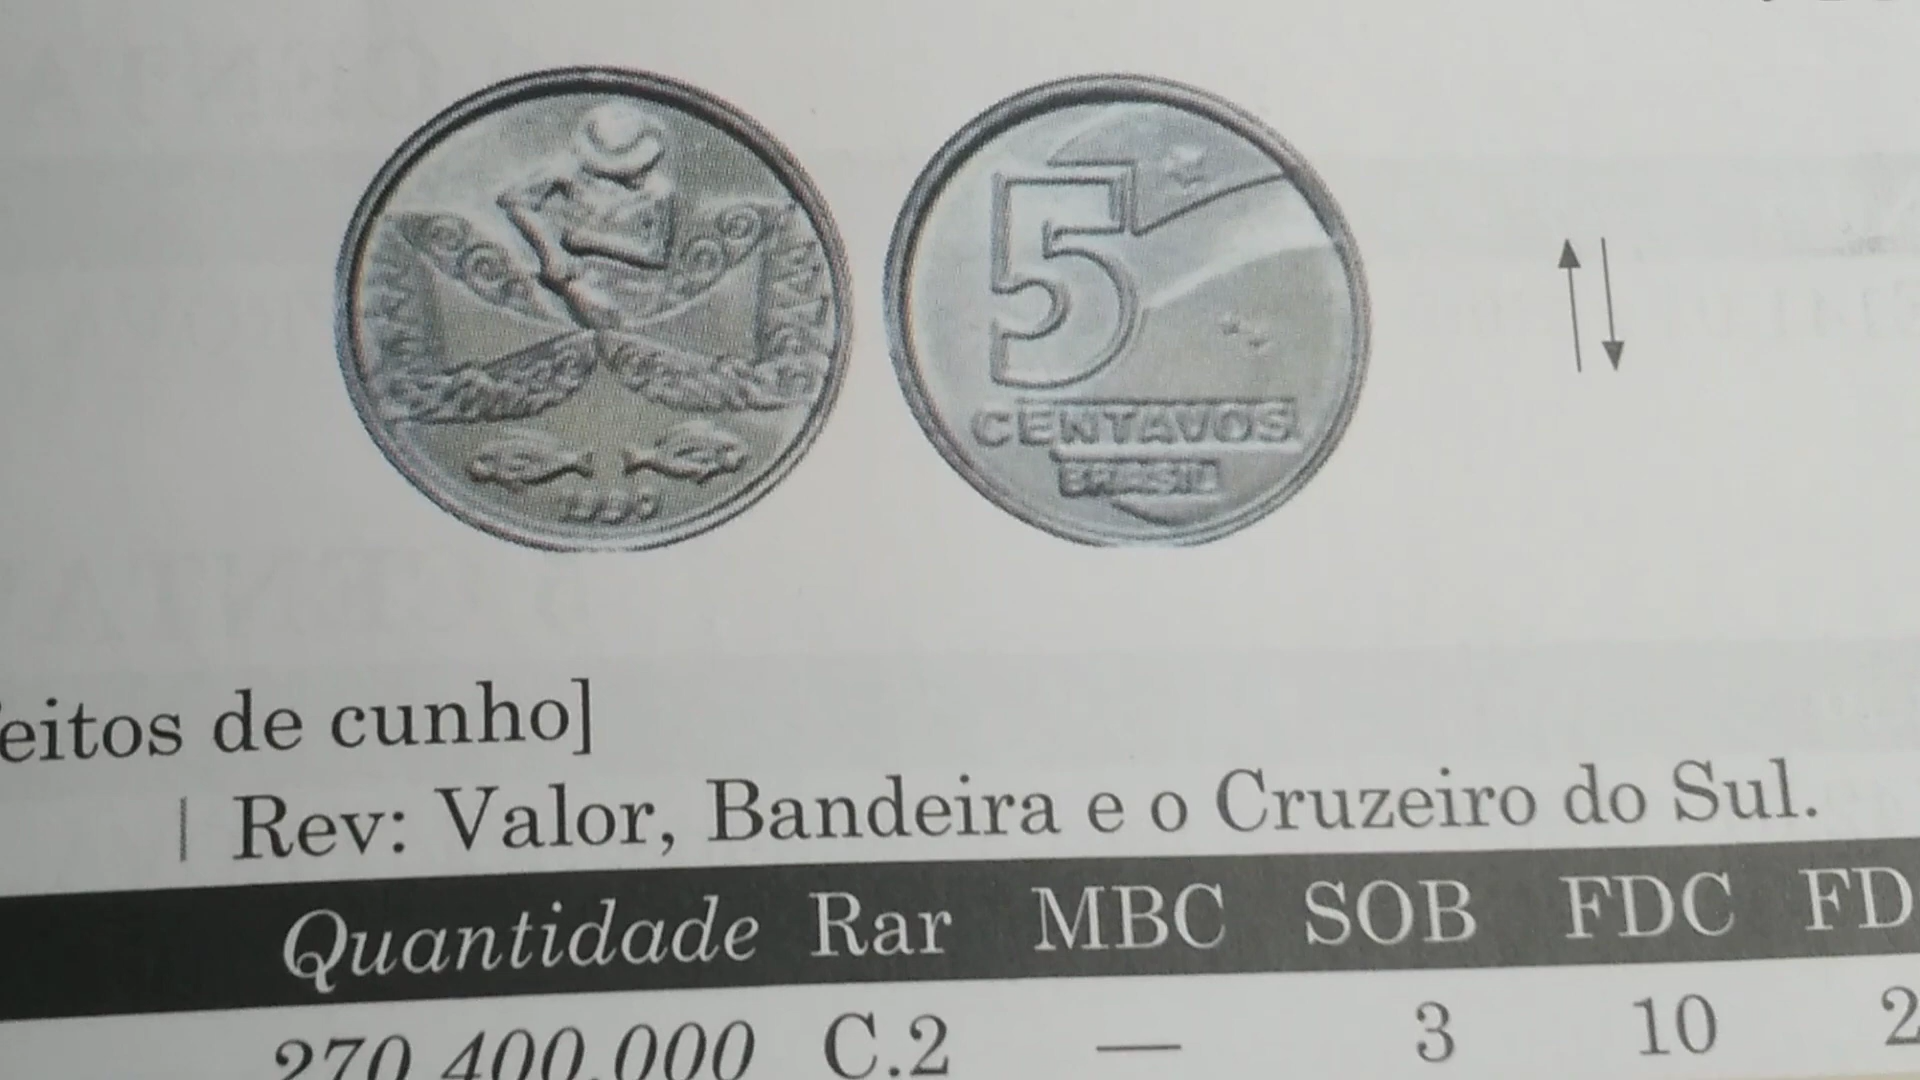 1990
5
CENTAVOS
BRASIL
eitos de cunho]
| Rev: Valor, Bandeira e o Cruzeiro do Sul.
Quantidade Rar MBC SOB FDC FD
270.400.000 C.2 — 3 10 2